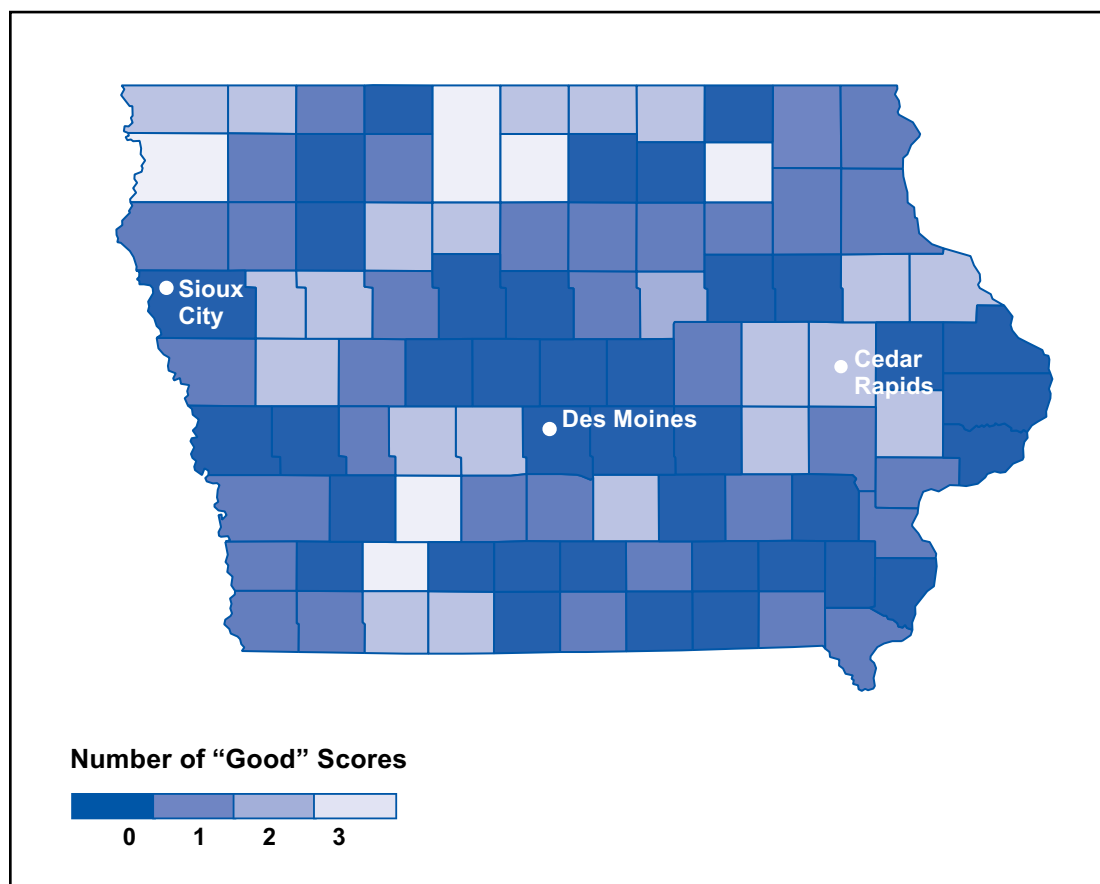 Sioux
City
Cedar
Rapids
Des Moines
Number of “Good” Scores
0 1 2 3